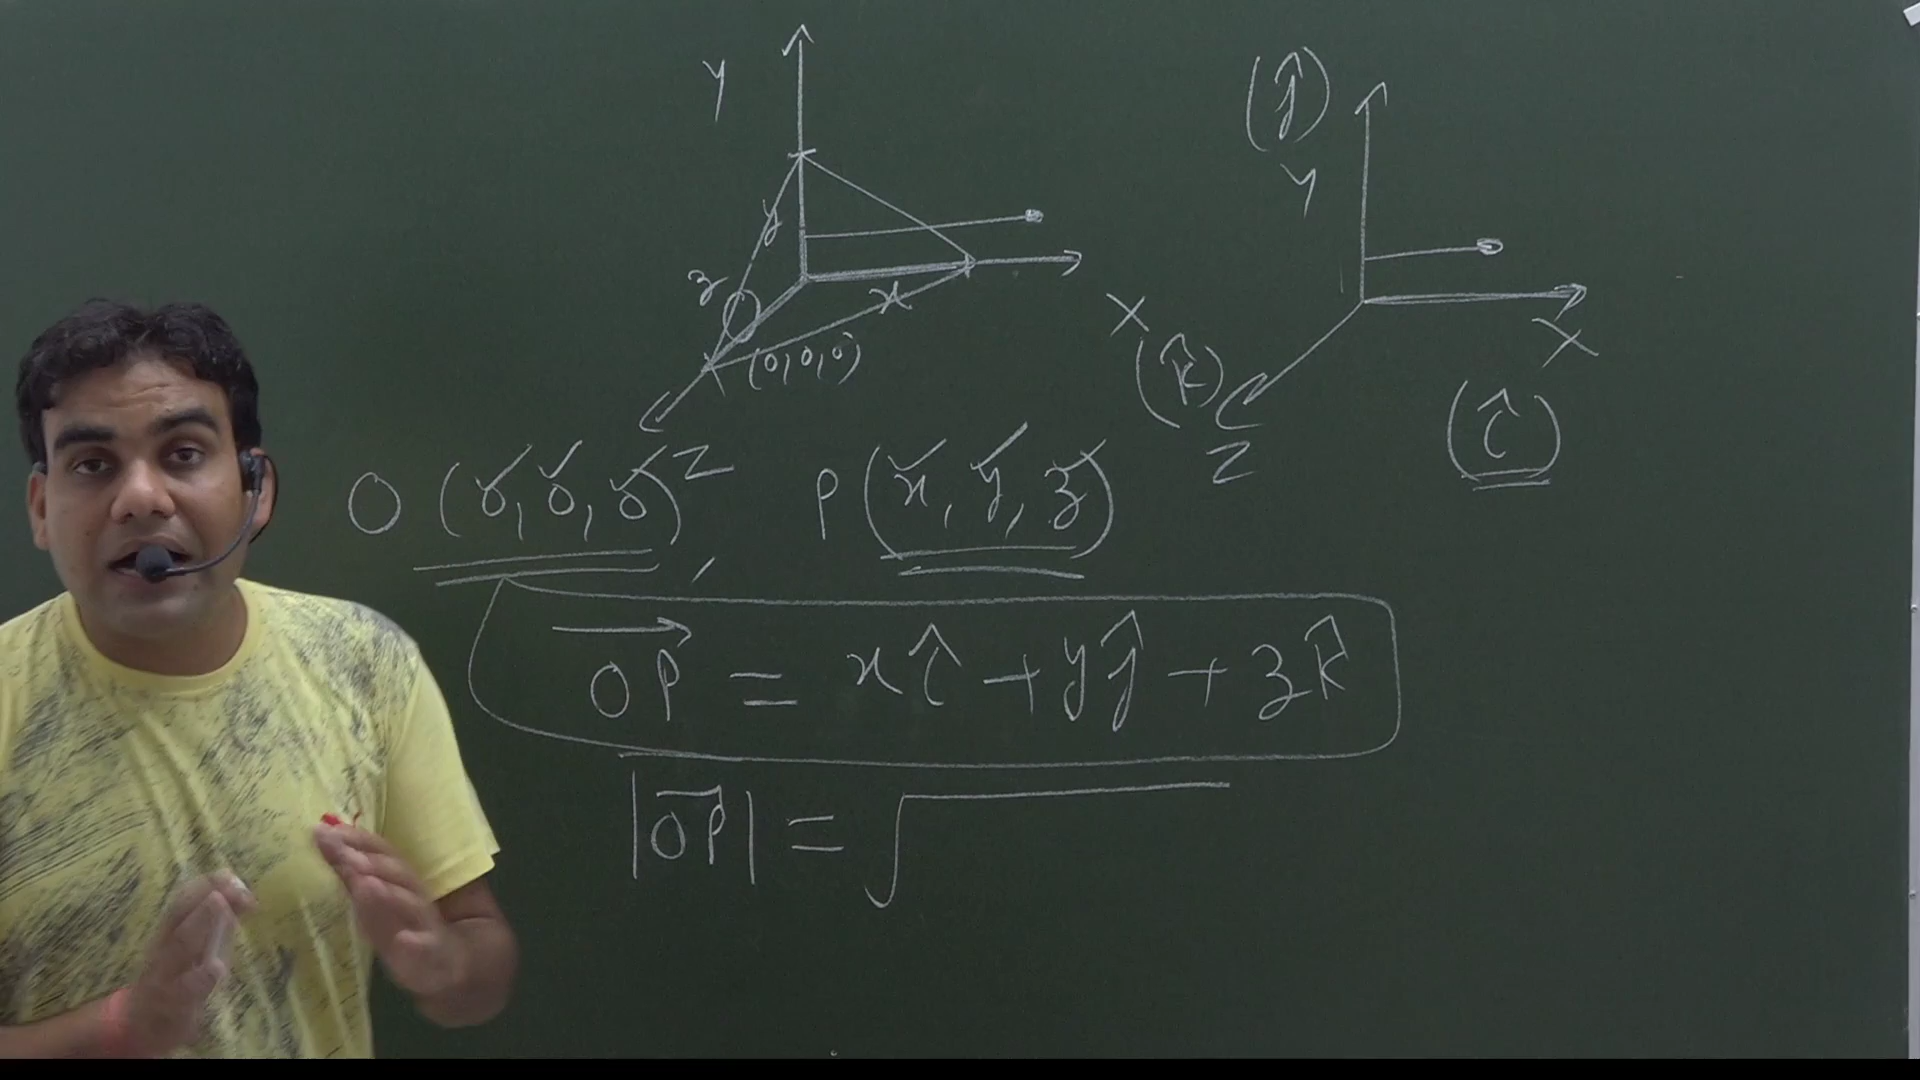 y
y
z
x
(0,0,0)
X
Z
(ĵ)
Y
X
(k̂)
Z
(î)
O (0,0,0), P(x, y, z)
→OP = xî + yĵ + zk̂
|→OP| = √